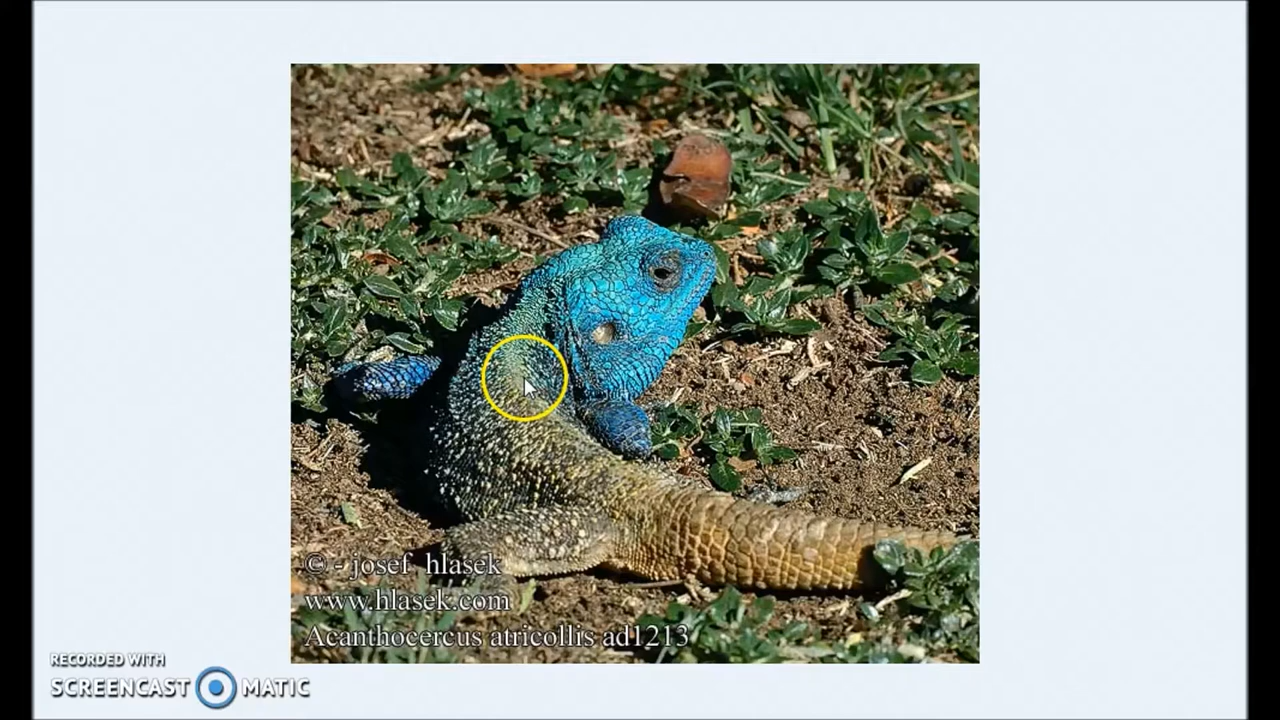 © - josef hlasek
www.hlasek.com
Acanthocercus atricollis ad1213
RECORDED WITH
SCREENCAST MATIC